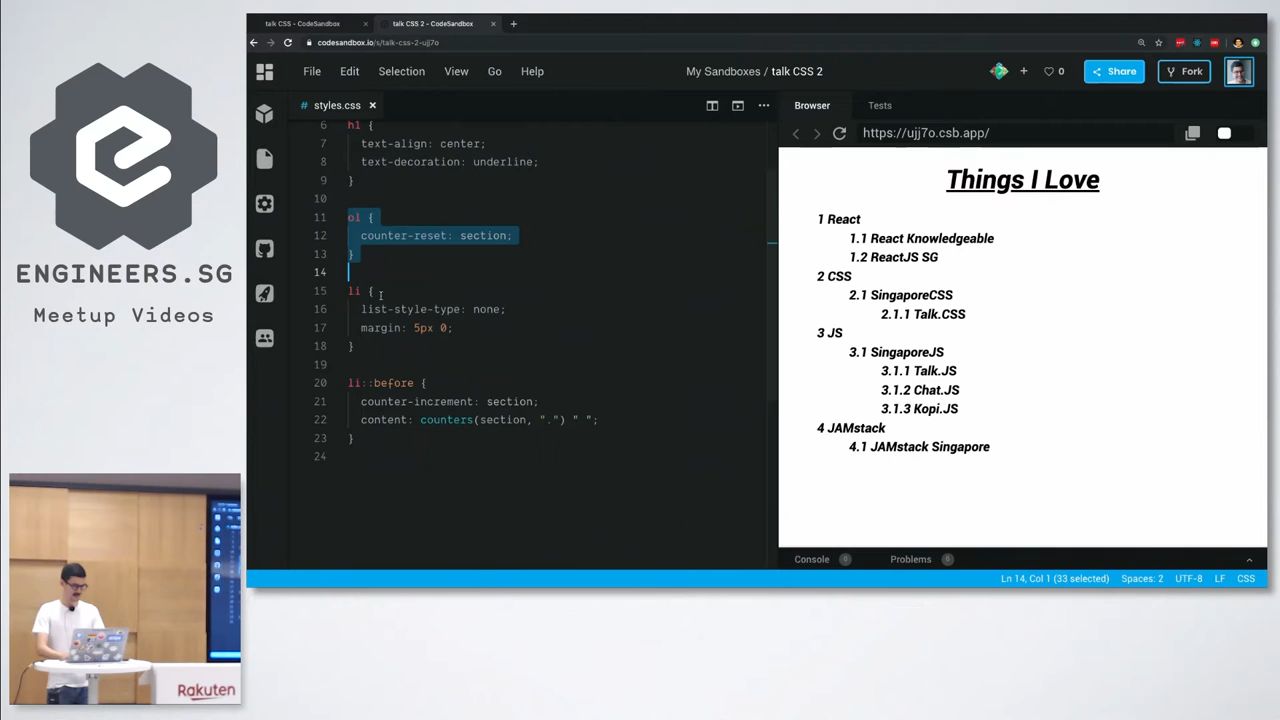 talk CSS - CodeSandbox
talk CSS 2 - CodeSandbox
codesandbox.io/s/talk-css-2-ujj7o
File Edit Selection View Go Help
My Sandboxes / talk CSS 2
0
Share
Fork
# styles.css
Browser Tests
https://ujj7o.csb.app/
6 h1 {
7 text-align: center;
8 text-decoration: underline;
9 }
10
11 ol {
12 counter-reset: section;
13 }
14
15 li {
16 list-style-type: none;
17 margin: 5px 0;
18 }
19
20 li::before {
21 counter-increment: section;
22 content: counters(section, ".") " ";
23 }
24
Things I Love
1 React
1.1 React Knowledgeable
1.2 ReactJS SG
2 CSS
2.1 SingaporeCSS
2.1.1 Talk.CSS
3 JS
3.1 SingaporeJS
3.1.1 Talk.JS
3.1.2 Chat.JS
3.1.3 Kopi.JS
4 JAMstack
4.1 JAMstack Singapore
Console 0 Problems 0
Ln 14, Col 1 (33 selected) Spaces: 2 UTF-8 LF CSS
ENGINEERS.SG
Meetup Videos
Rakuten